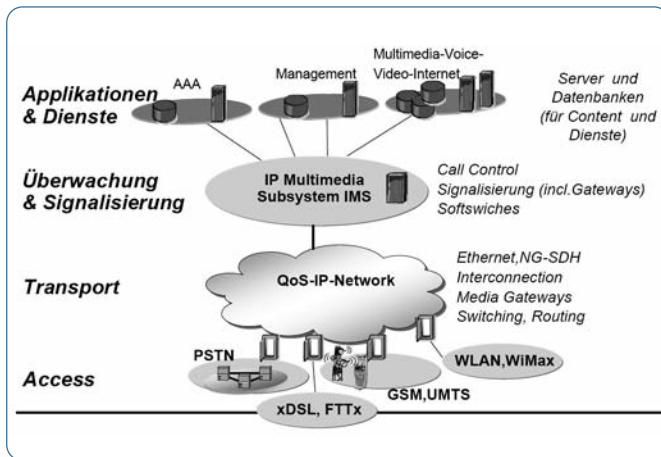 Applikationen
& Dienste
AAA
Management
Multimedia-Voice-
Video-Internet
Server und
Datenbanken
(für Content und
Dienste)
Überwachung
& Signalisierung
IP Multimedia
Subsystem IMS
Call Control
Signalisierung (incl.Gateways)
Softswiches
Transport
QoS-IP-Network
Ethernet,NG-SDH
Interconnection
Media Gateways
Switching, Routing
Access
PSTN
xDSL, FTTx
GSM,UMTS
WLAN,WiMax